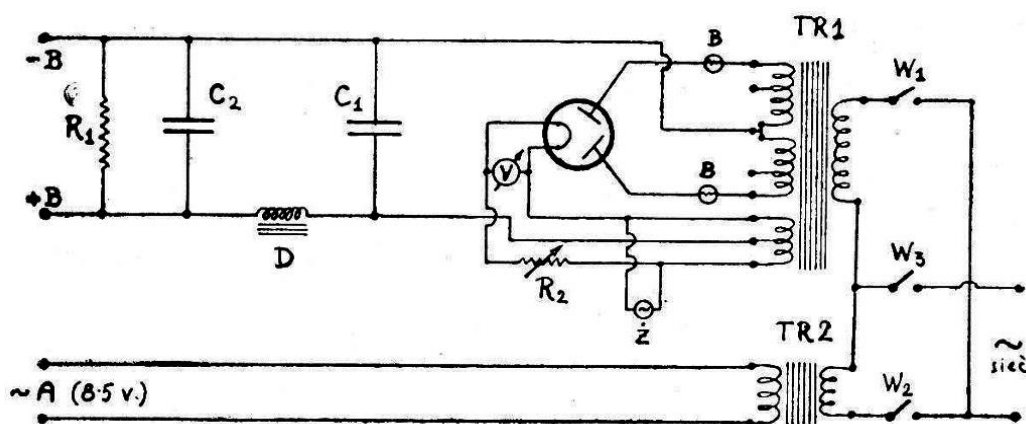 TR1
B
W₁
-B
C₂
C₁
R₁
V
B
+B
D
R₂
W₃
Ż
TR2
~
sieć
~ A (8·5 v.)
W₂